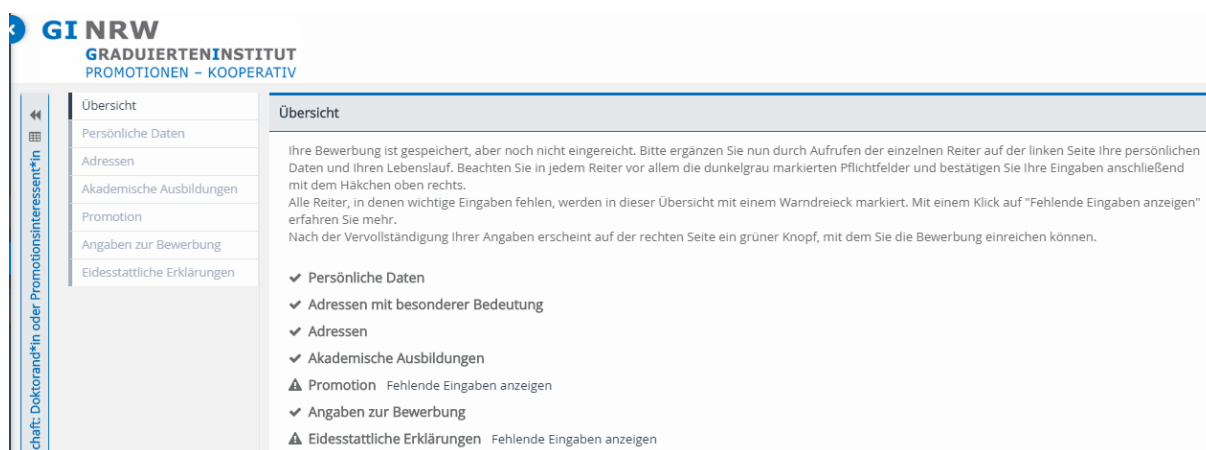 GI NRW
GRADUIERTENINSTITUT
PROMOTIONEN – KOOPERATIV
chaft: Doktorand*in oder Promotionsinteressent*in
Übersicht
Persönliche Daten
Adressen
Akademische Ausbildungen
Promotion
Angaben zur Bewerbung
Eidesstattliche Erklärungen
Übersicht
Ihre Bewerbung ist gespeichert, aber noch nicht eingereicht. Bitte ergänzen Sie nun durch Aufrufen der einzelnen Reiter auf der linken Seite Ihre persönlichen
Daten und Ihren Lebenslauf. Beachten Sie in jedem Reiter vor allem die dunkelgrau markierten Pflichtfelder und bestätigen Sie Ihre Eingaben anschließend
mit dem Häkchen oben rechts.
Alle Reiter, in denen wichtige Eingaben fehlen, werden in dieser Übersicht mit einem Warndreieck markiert. Mit einem Klick auf "Fehlende Eingaben anzeigen"
erfahren Sie mehr.
Nach der Vervollständigung Ihrer Angaben erscheint auf der rechten Seite ein grüner Knopf, mit dem Sie die Bewerbung einreichen können.
Persönliche Daten
Adressen mit besonderer Bedeutung
Adressen
Akademische Ausbildungen
Promotion Fehlende Eingaben anzeigen
Angaben zur Bewerbung
Eidesstattliche Erklärungen Fehlende Eingaben anzeigen